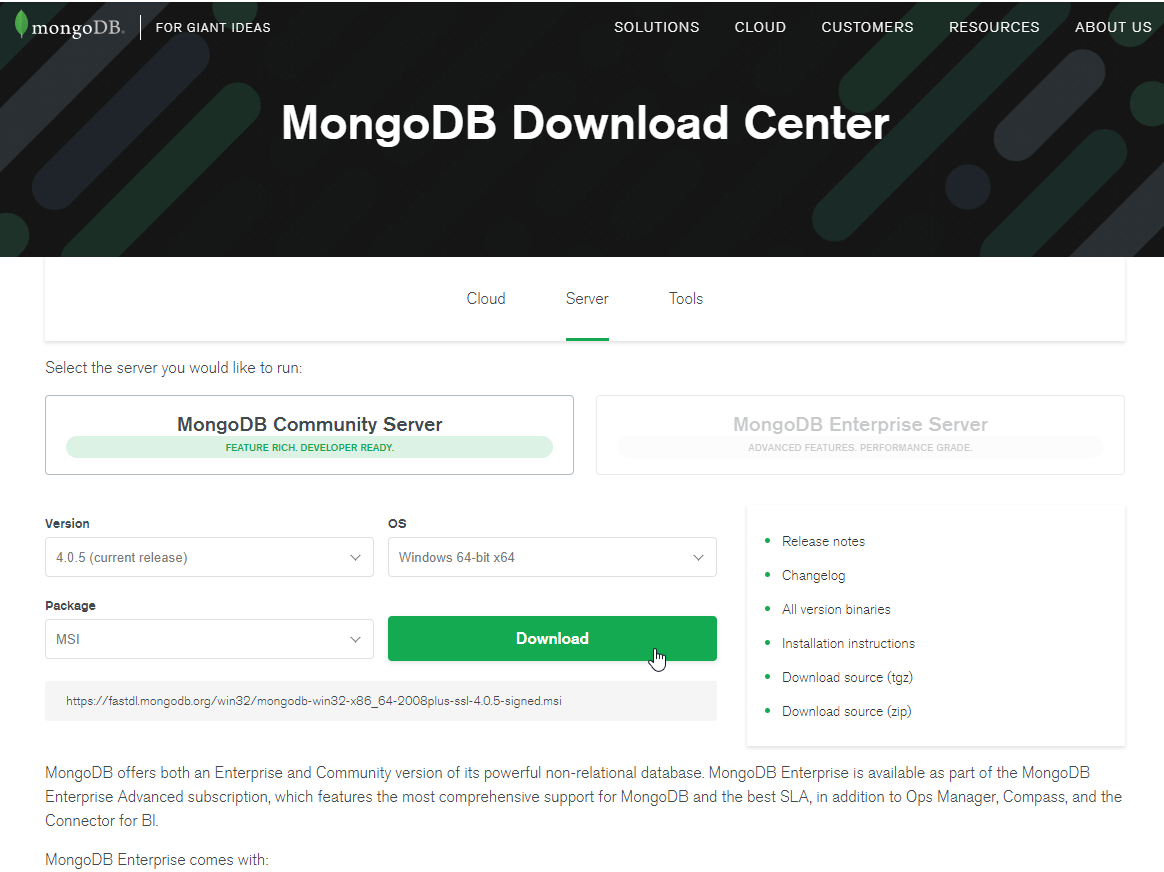 mongoDB. FOR GIANT IDEAS SOLUTIONS CLOUD CUSTOMERS RESOURCES ABOUT US
MongoDB Download Center
Cloud Server Tools
Select the server you would like to run:
MongoDB Community Server
FEATURE RICH. DEVELOPER READY.
MongoDB Enterprise Server
ADVANCED FEATURES. PERFORMANCE GRADE.
Version
4.0.5 (current release)
OS
Windows 64-bit x64
Package
MSI
Download
https://fastdl.mongodb.org/win32/mongodb-win32-x86_64-2008plus-ssl-4.0.5-signed.msi
Release notes
Changelog
All version binaries
Installation instructions
Download source (tgz)
Download source (zip)
MongoDB offers both an Enterprise and Community version of its powerful non-relational database. MongoDB Enterprise is available as part of the MongoDB
Enterprise Advanced subscription, which features the most comprehensive support for MongoDB and the best SLA, in addition to Ops Manager, Compass, and the
Connector for BI.
MongoDB Enterprise comes with: